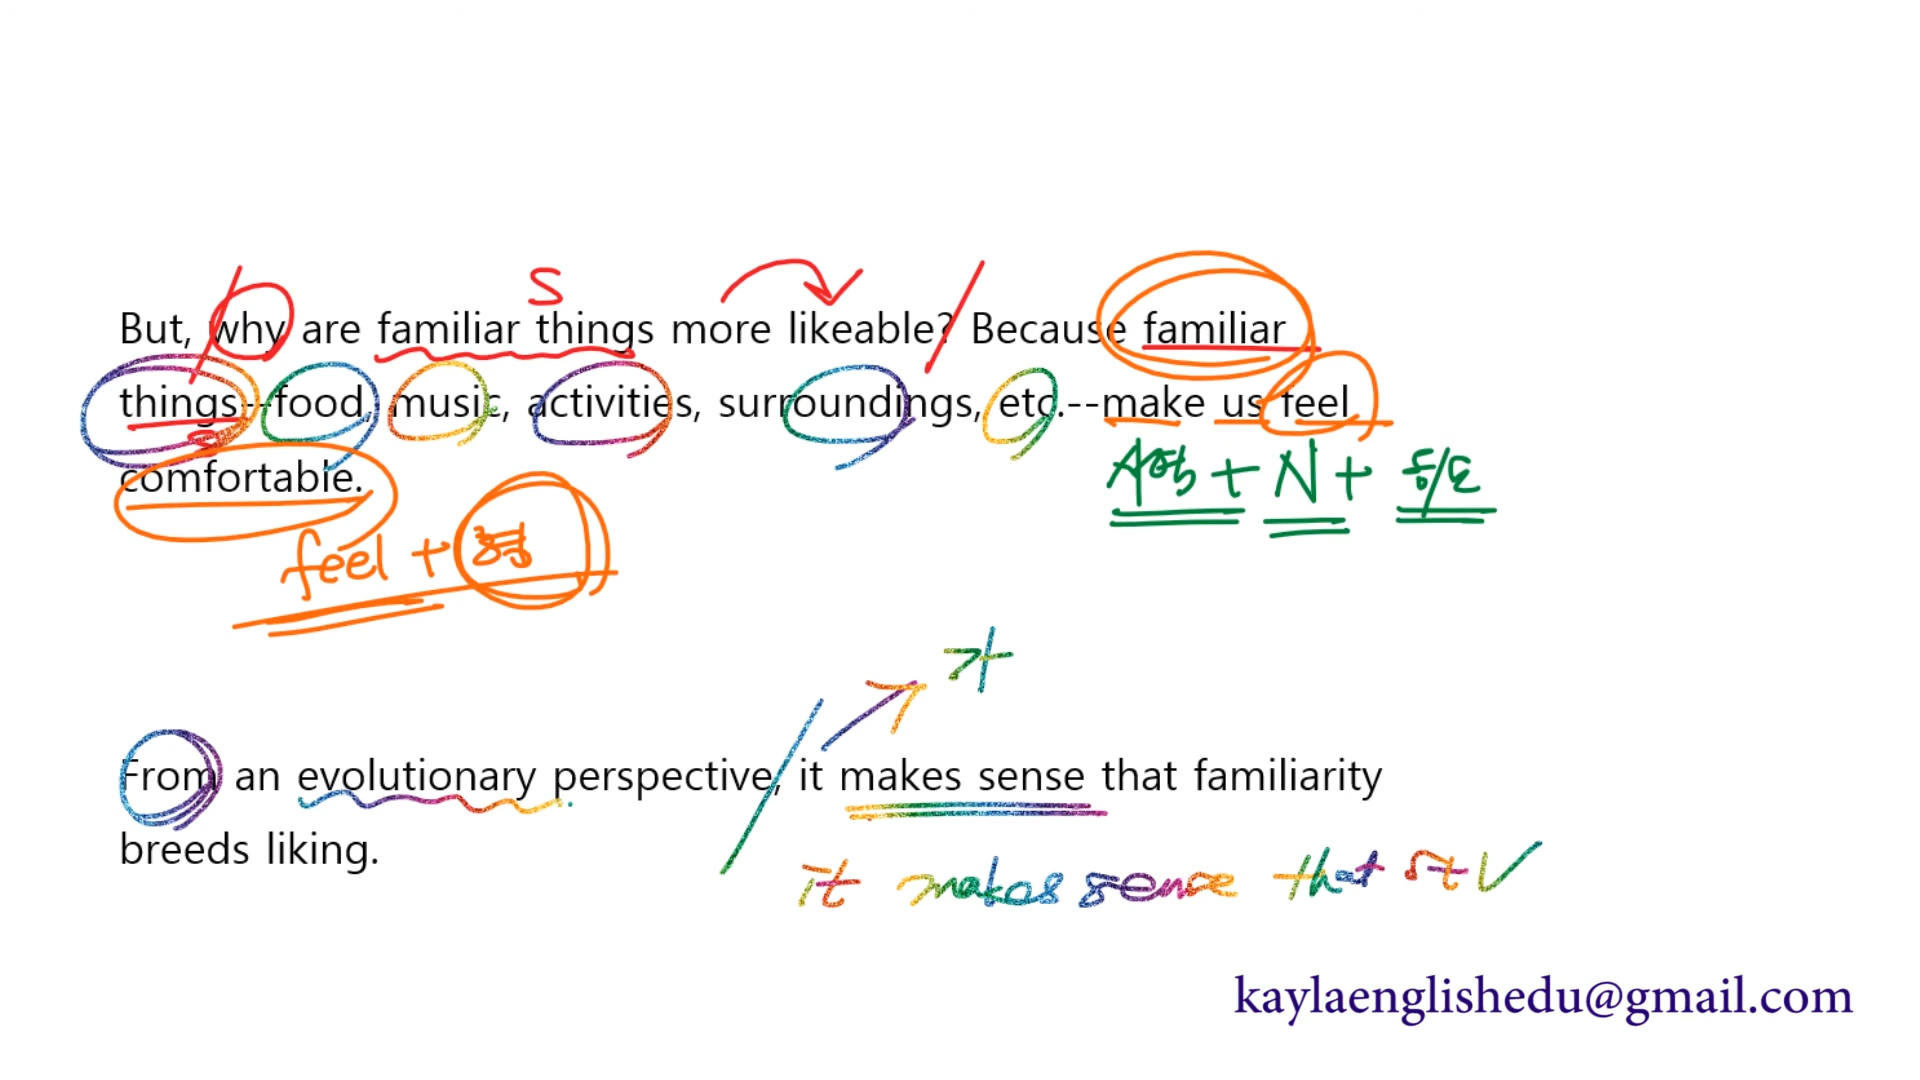 S
But, why are familiar things more likeable? Because familiar
things--food, music, activities, surroundings, etc.--make us feel
comfortable.
+ N + 동/도
feel + 형
가
From an evolutionary perspective, it makes sense that familiarity
breeds liking.
it makes sense that S+V
kaylaenglishedu@gmail.com